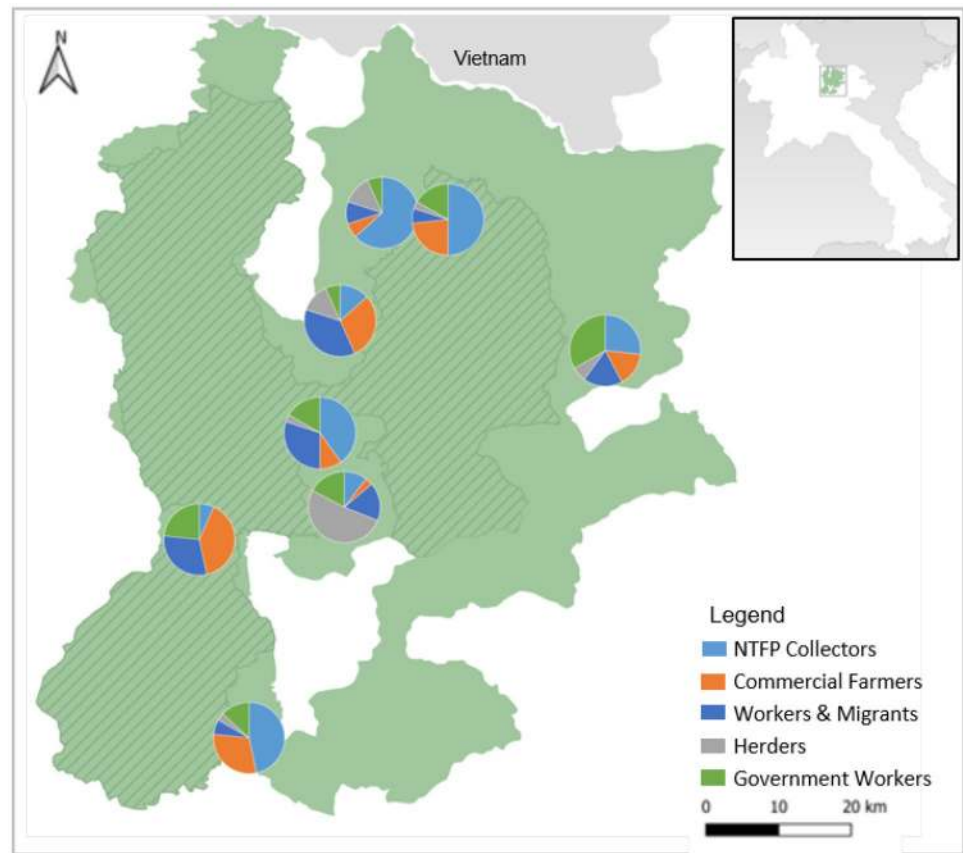 N
Vietnam
Legend
NTFP Collectors
Commercial Farmers
Workers & Migrants
Herders
Government Workers
0 10 20 km